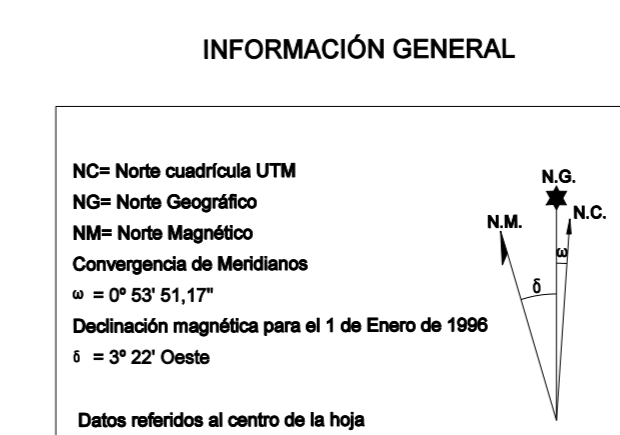 INFORMACIÓN GENERAL
NC= Norte cuadrícula UTM
NG= Norte Geográfico
NM= Norte Magnético
Convergencia de Meridianos
ω = 0º 53' 51,17"
Declinación magnética para el 1 de Enero de 1996
δ = 3º 22' Oeste
Datos referidos al centro de la hoja
N.G.
N.M.
N.C.
ω
δ